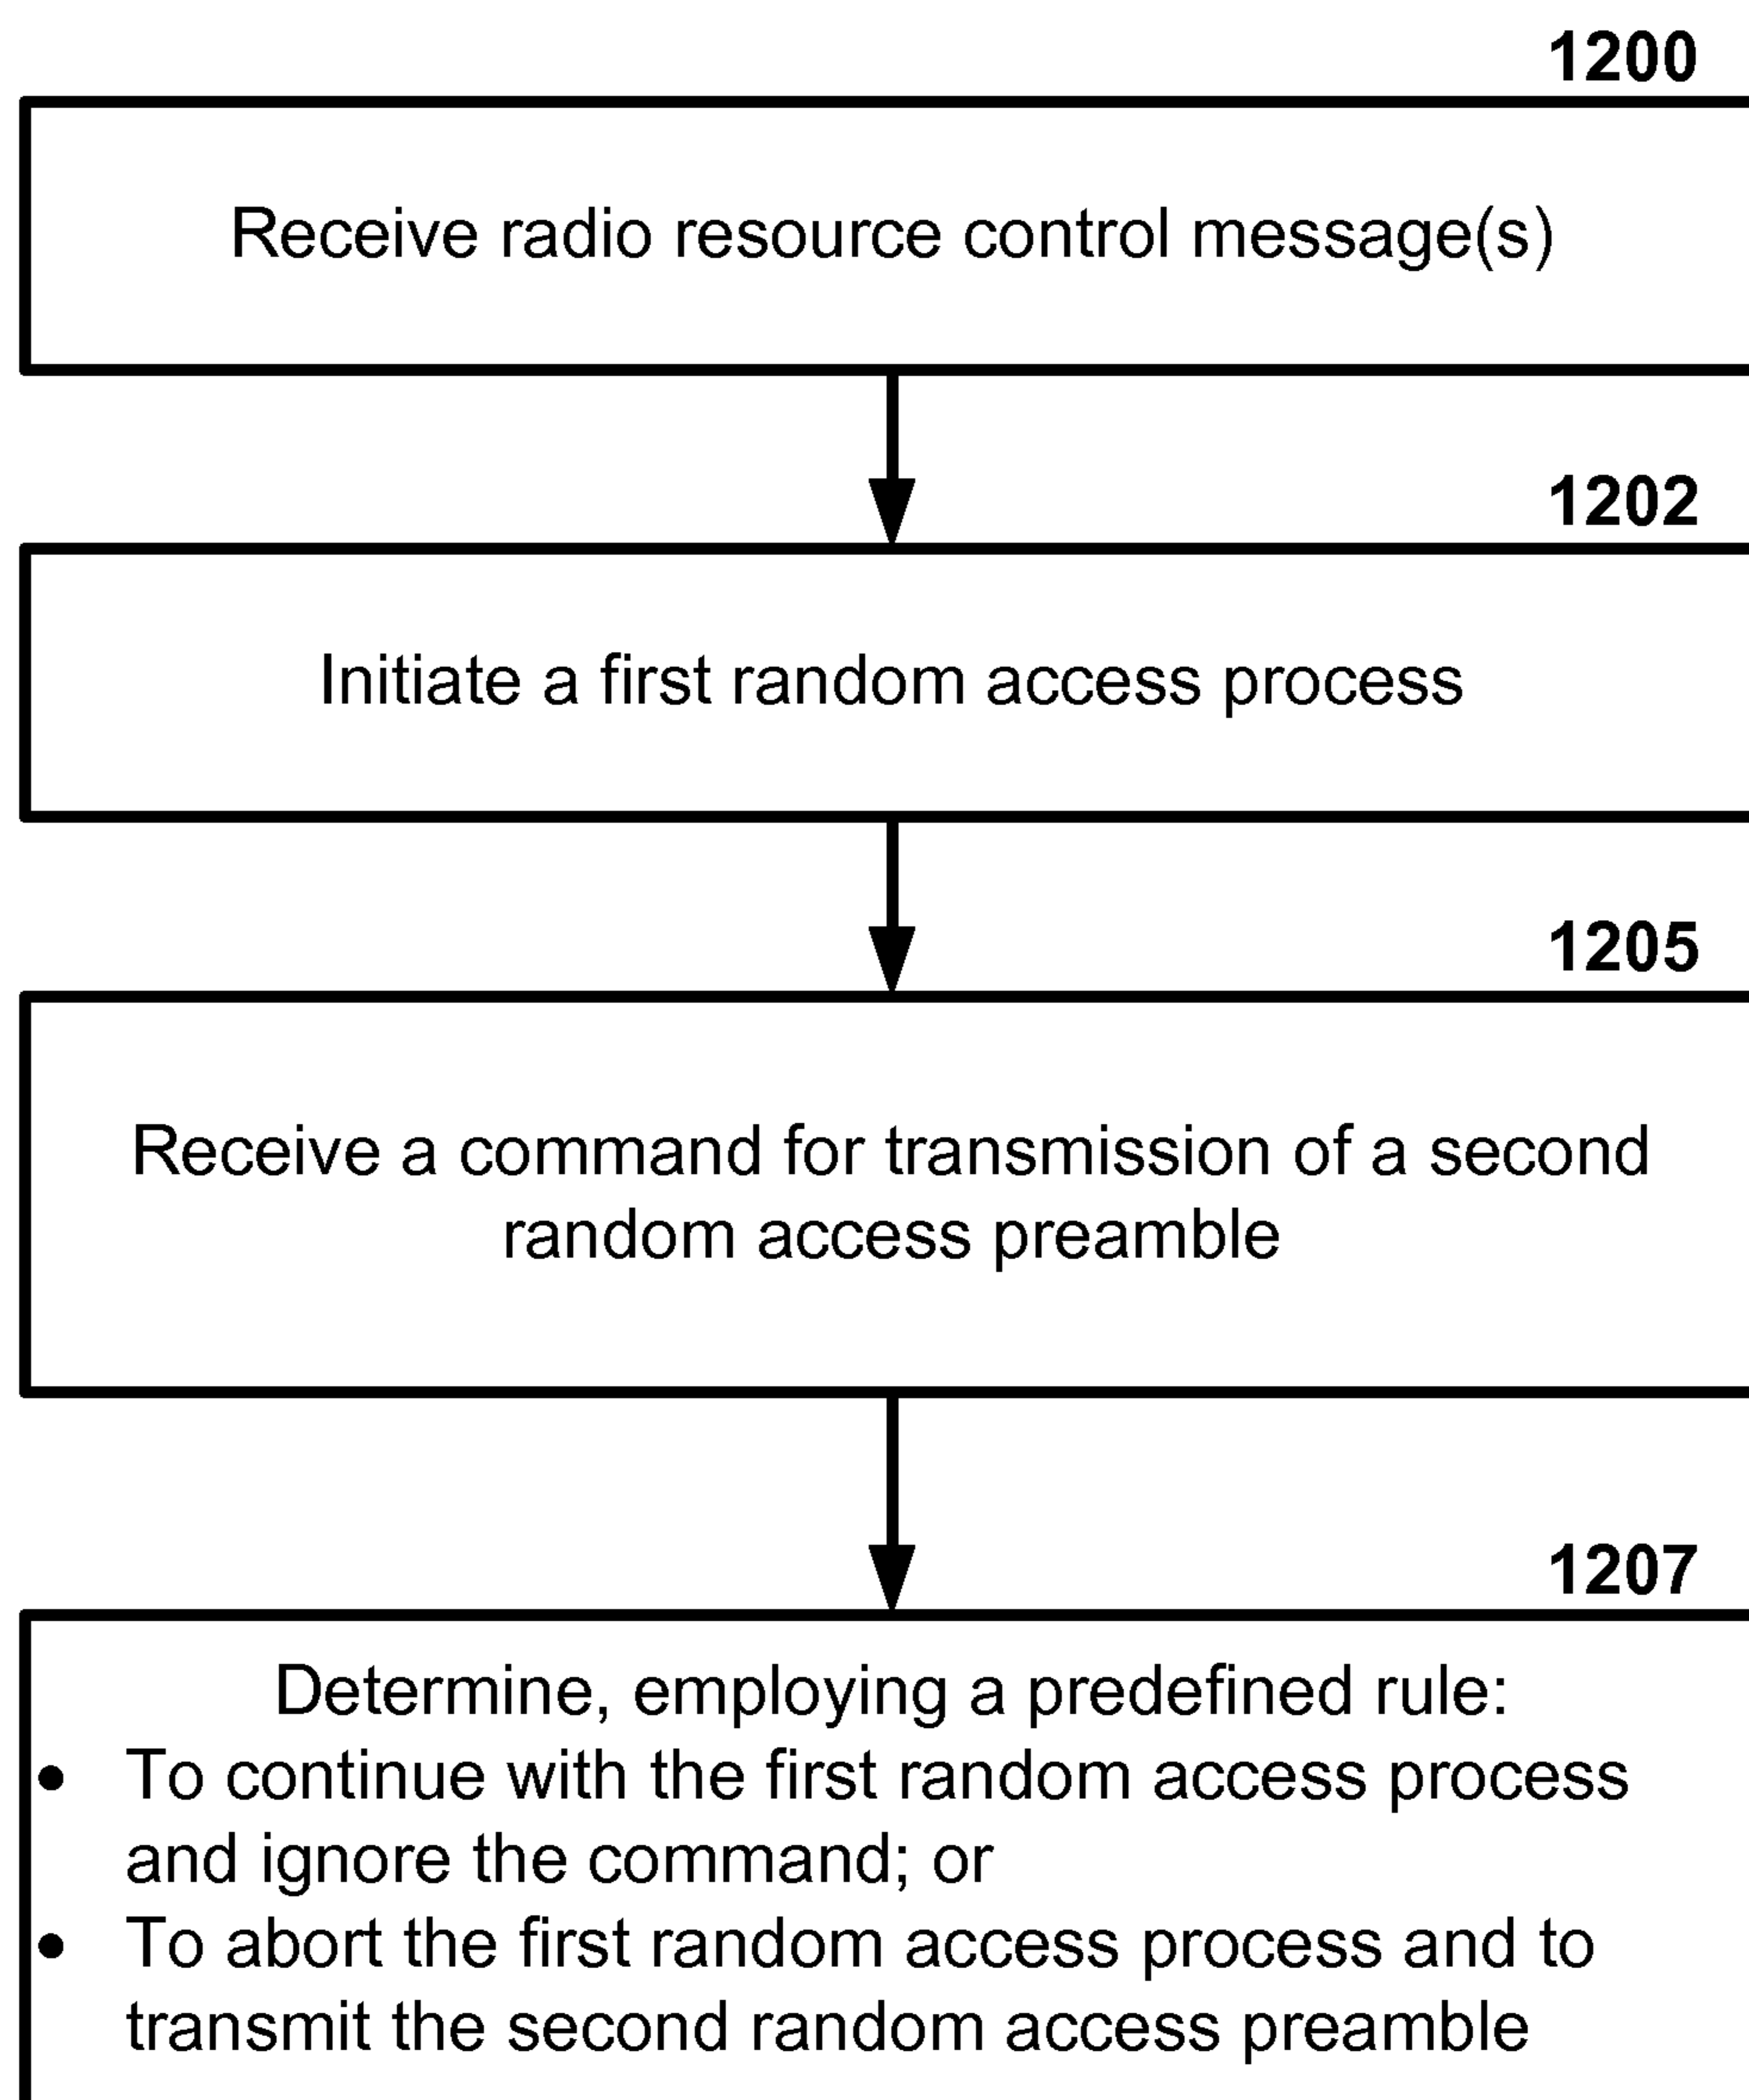 1200
Receive radio resource control message(s)
1202
Initiate a first random access process
1205
Receive a command for transmission of a second
random access preamble
1207
Determine, employing a predefined rule:
• To continue with the first random access process
and ignore the command; or
• To abort the first random access process and to
transmit the second random access preamble